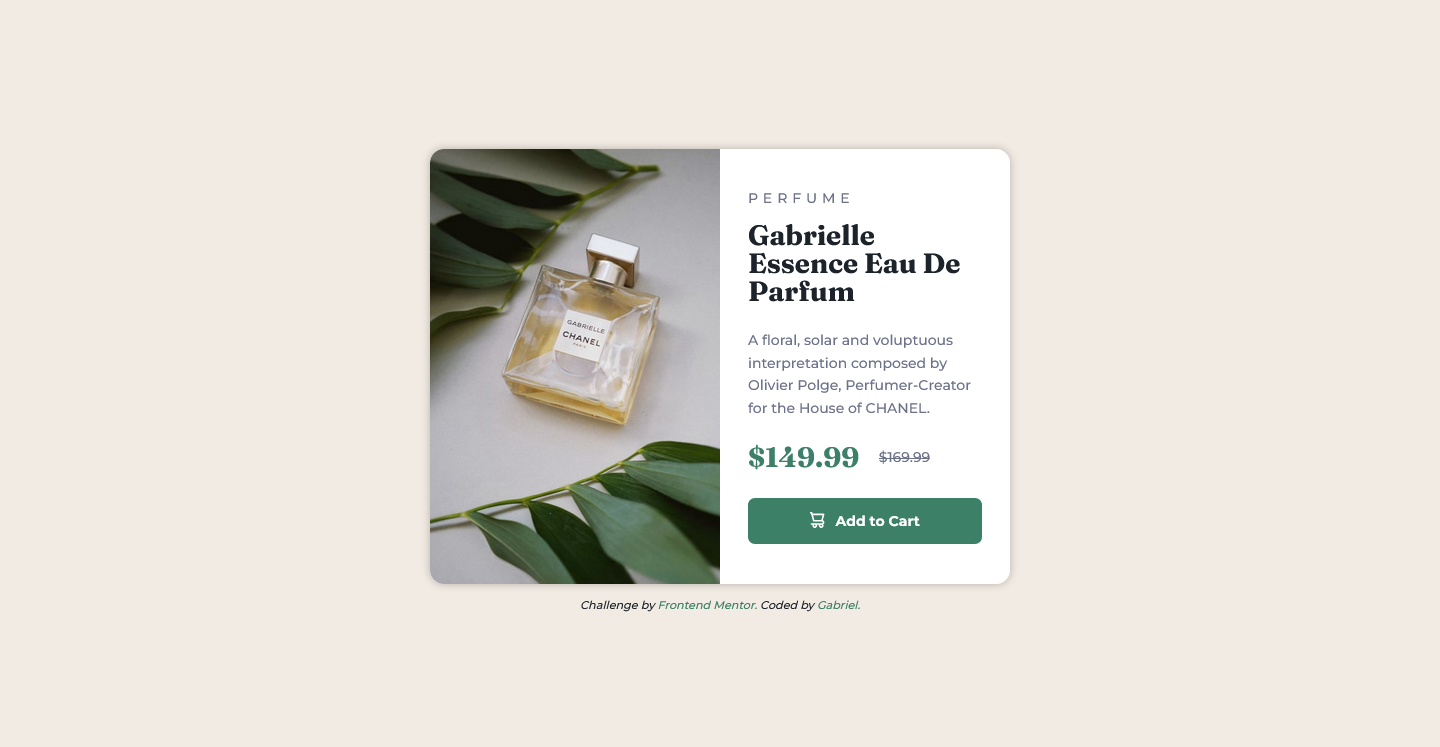 GABRIELLE
CHANEL
PARIS
PERFUME
Gabrielle
Essence Eau De
Parfum
A floral, solar and voluptuous
interpretation composed by
Olivier Polge, Perfumer-Creator
for the House of CHANEL.
$149.99 $169.99
Add to Cart
Challenge by Frontend Mentor. Coded by Gabriel.